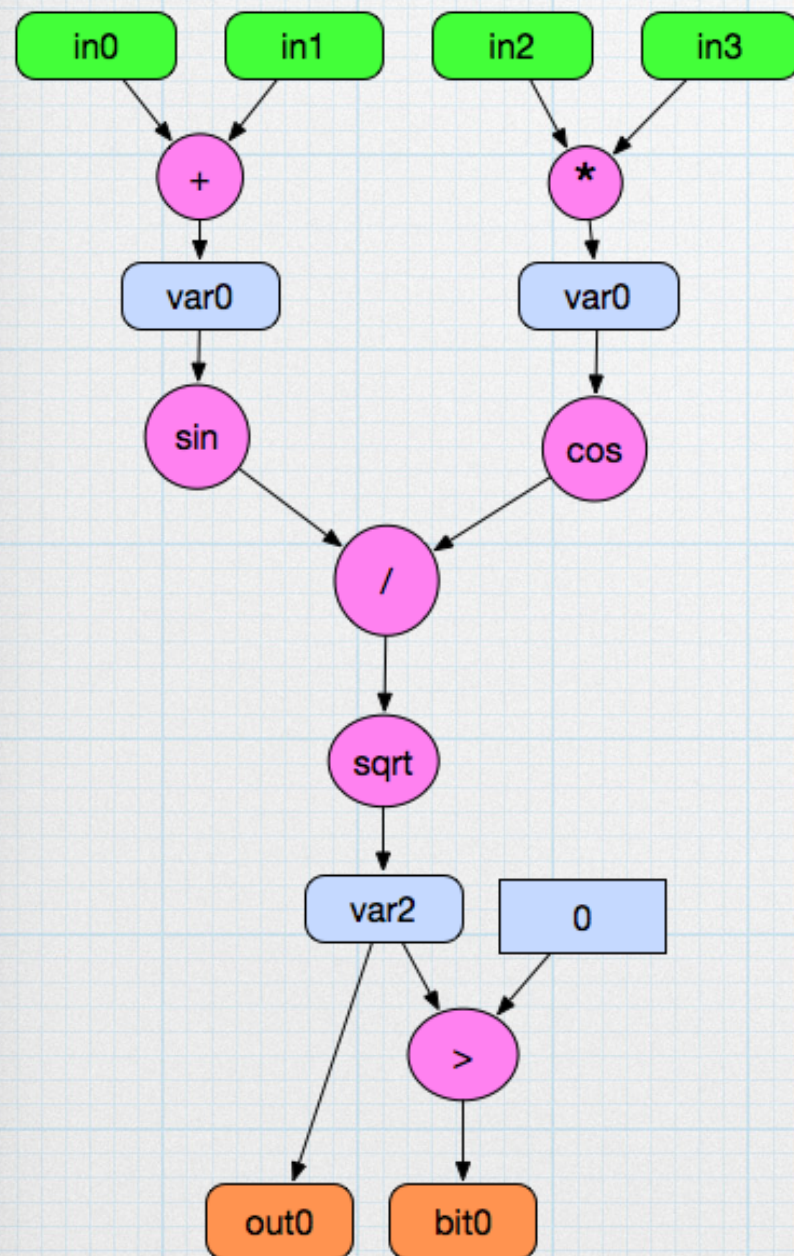 in0 in1 in2 in3
+ *
var0 var0
sin cos
/
sqrt
var2 0
>
out0 bit0